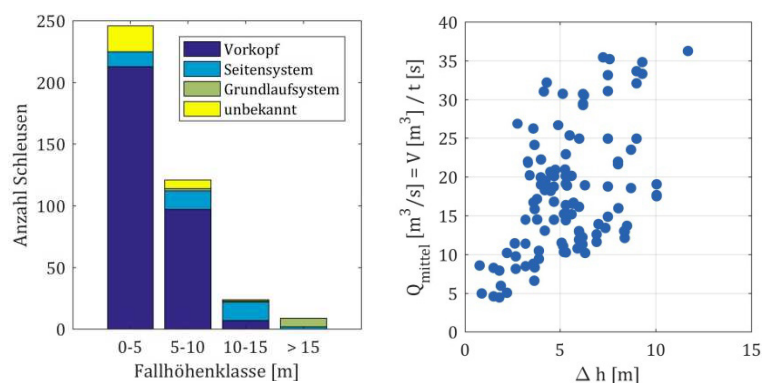 Anzahl Schleusen
250
200
150
100
50
0
Vorkopf
Seitensystem
Grundlaufsystem
unbekannt
0-5
5-10
10-15
> 15
Fallhöhenklasse [m]
Q_mittel [m³/s] = V [m³] / t [s]
40
35
30
25
20
15
10
5
0
0
5
10
15
Δ h [m]